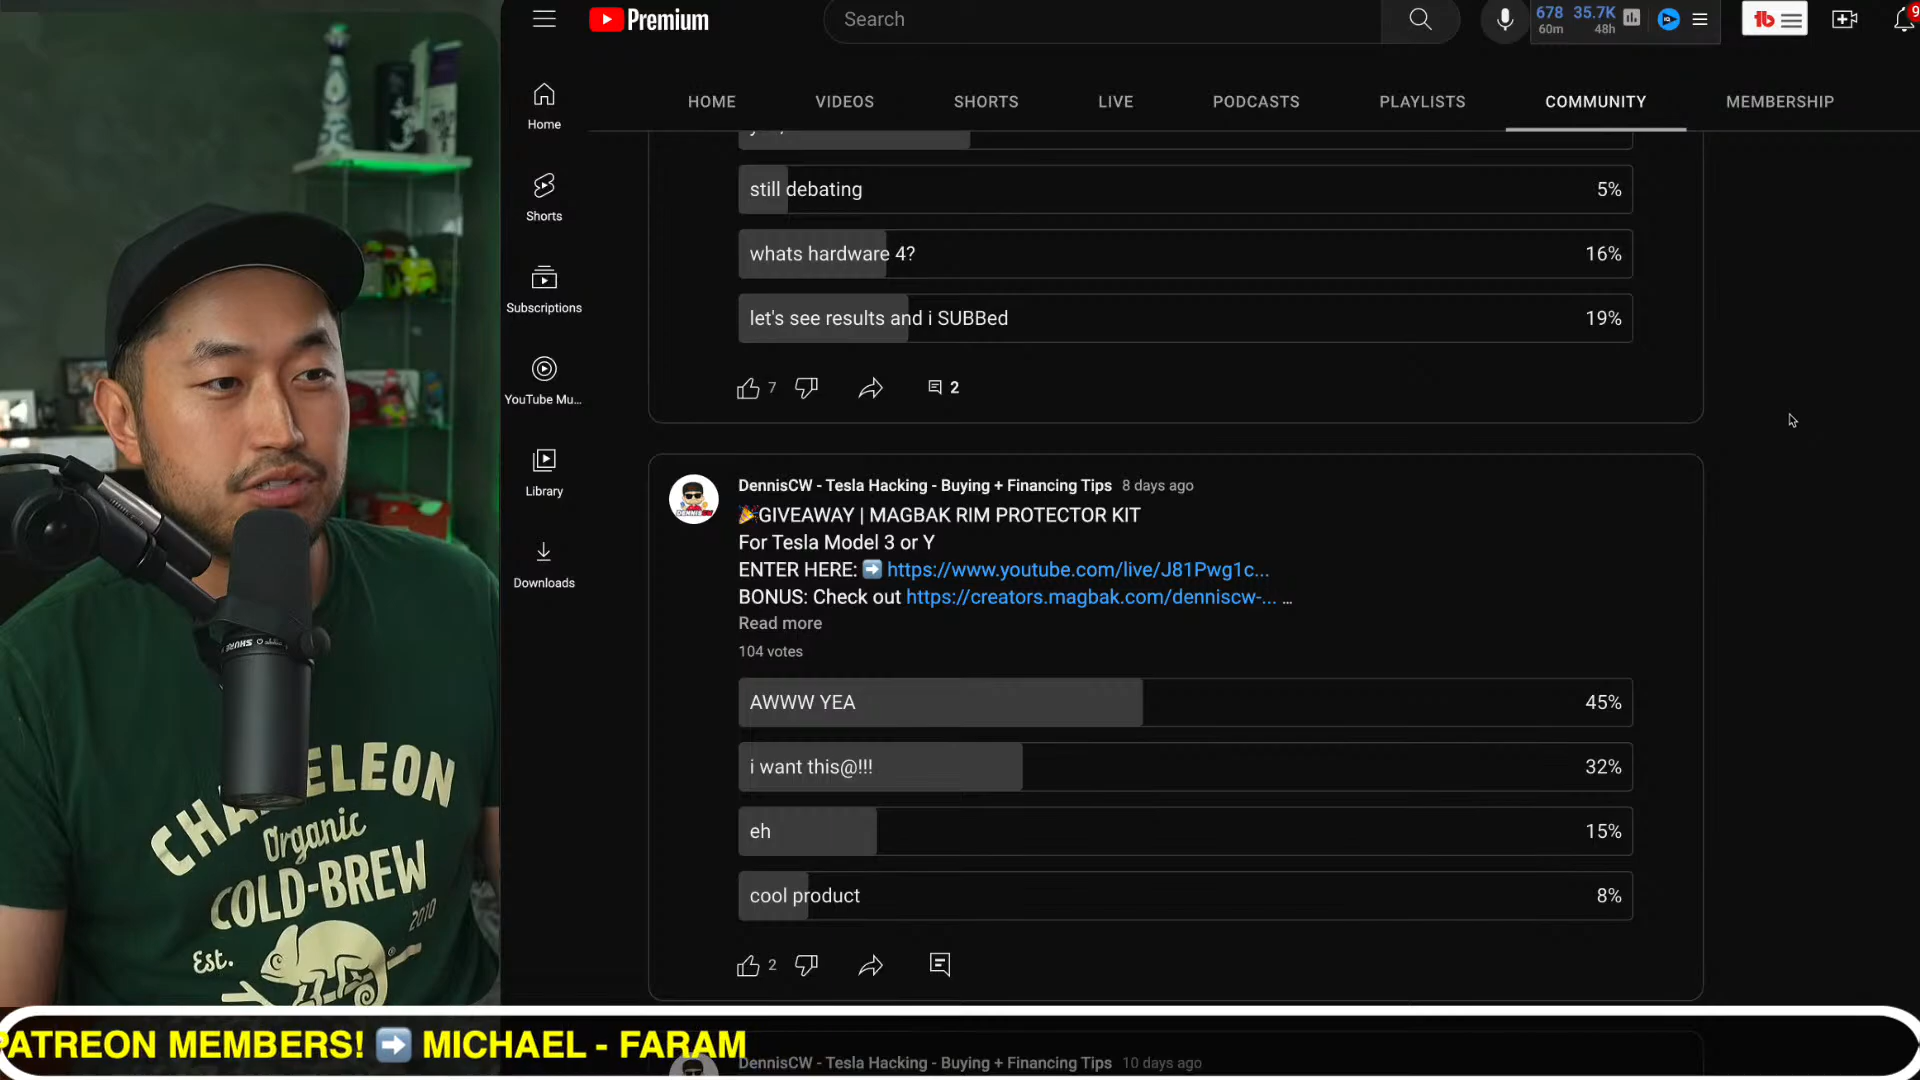 Premium
Search
678
60m
35.7K
48h
tb
9
HOME
VIDEOS
SHORTS
LIVE
PODCASTS
PLAYLISTS
COMMUNITY
MEMBERSHIP
Home
Shorts
Subscriptions
YouTube Mu...
Library
Downloads
still debating
5%
whats hardware 4?
16%
let's see results and i SUBBed
19%
7
2
DennisCW - Tesla Hacking - Buying + Financing Tips 8 days ago
🎉GIVEAWAY | MAGBAK RIM PROTECTOR KIT
For Tesla Model 3 or Y
ENTER HERE: ➡️ https://www.youtube.com/live/J81Pwg1c...
BONUS: Check out https://creators.magbak.com/denniscw-... ...
Read more
104 votes
AWWW YEA
45%
i want this@!!!
32%
eh
15%
cool product
8%
2
DennisCW - Tesla Hacking - Buying + Financing Tips 10 days ago
SHURE
CHAMELEON
Organic
COLD-BREW
Est.
2010
PATREON MEMBERS! ➡️ MICHAEL - FARAM